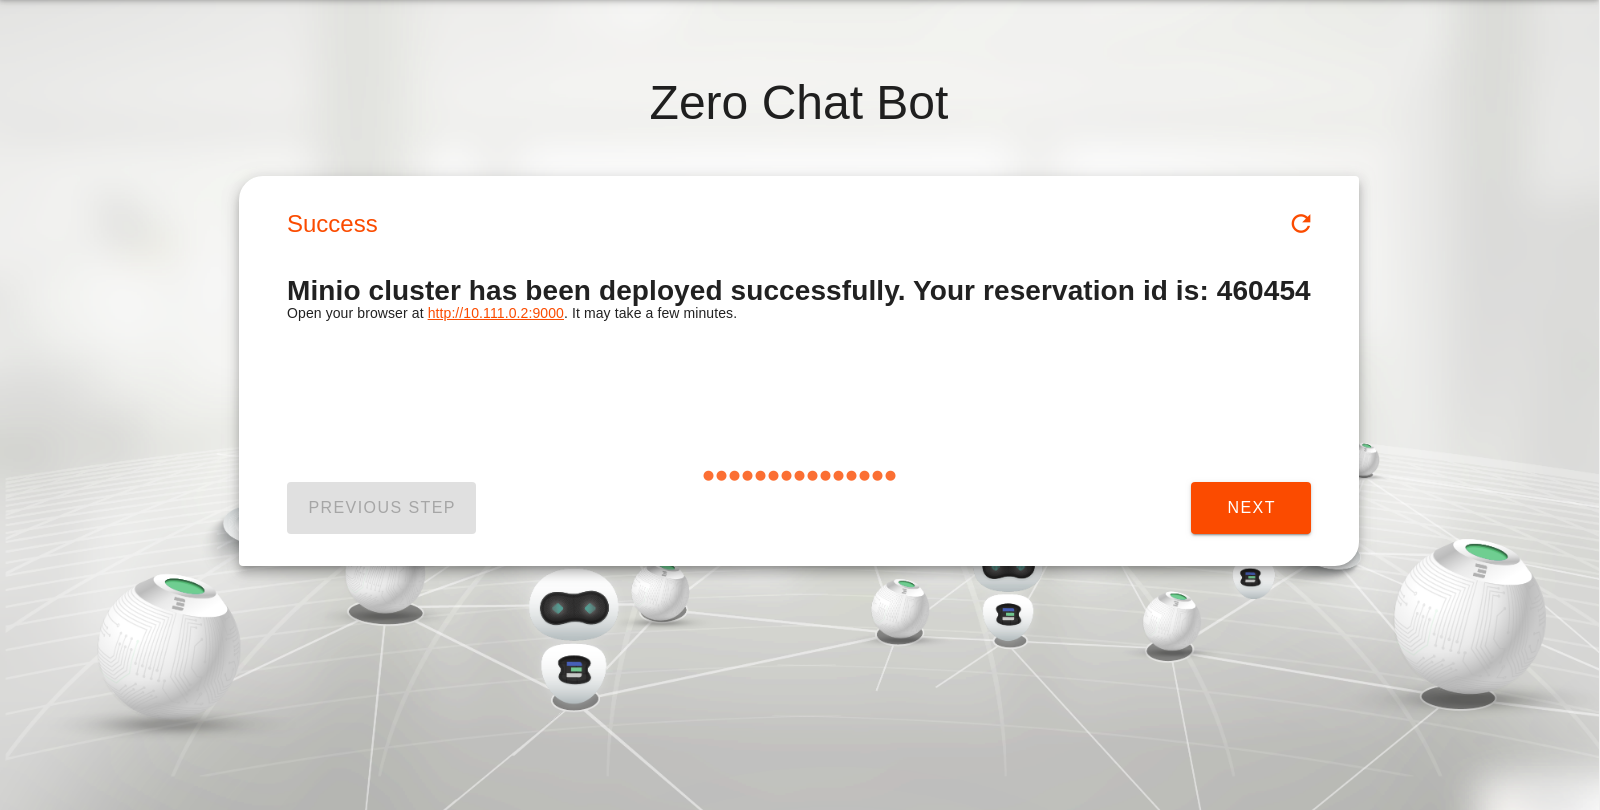 Zero Chat Bot
Success
Minio cluster has been deployed successfully. Your reservation id is: 460454
Open your browser at http://10.111.0.2:9000. It may take a few minutes.
PREVIOUS STEP
NEXT